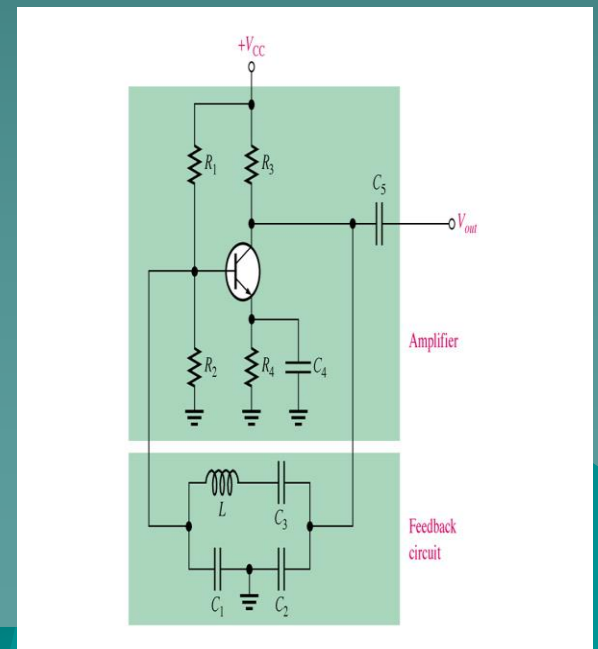 +VCC
R1
R3
C5
Vout
Amplifier
R2
R4
C4
L
C3
Feedback
circuit
C1
C2